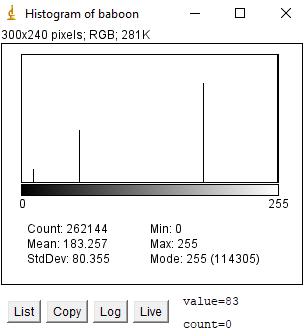 Histogram of baboon
300x240 pixels; RGB; 281K
0 255
Count: 262144 Min: 0
Mean: 183.257 Max: 255
StdDev: 80.355 Mode: 255 (114305)
List Copy Log Live value=83
count=0